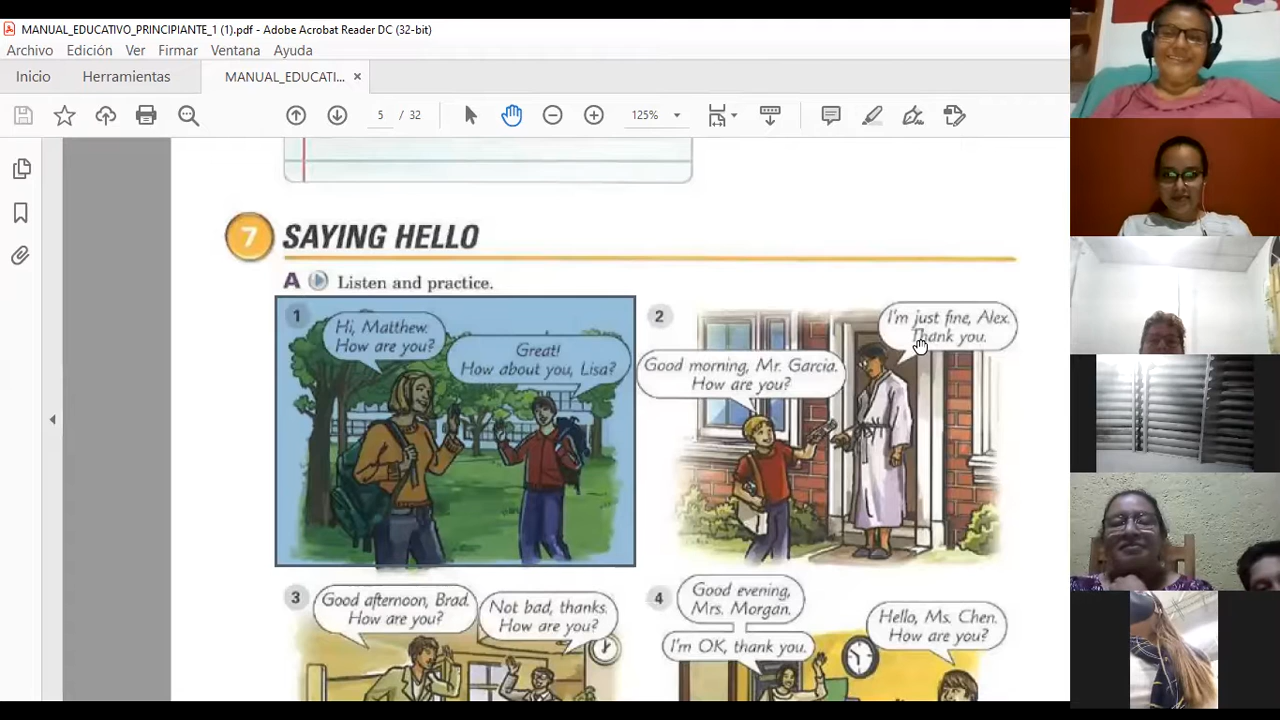 MANUAL_EDUCATIVO_PRINCIPIANTE_1 (1).pdf - Adobe Acrobat Reader DC (32-bit)
Archivo Edición Ver Firmar Ventana Ayuda
Inicio Herramientas MANUAL_EDUCATI... ×
5 / 32 125%
7 SAYING HELLO
A Listen and practice.
1
Hi, Matthew.
How are you?
Great!
How about you, Lisa?
2
Good morning, Mr. Garcia.
How are you?
I'm just fine, Alex.
Thank you.
3
Good afternoon, Brad.
How are you?
Not bad, thanks.
How are you?
4
Good evening,
Mrs. Morgan.
Hello, Ms. Chen.
How are you?
I'm OK, thank you.